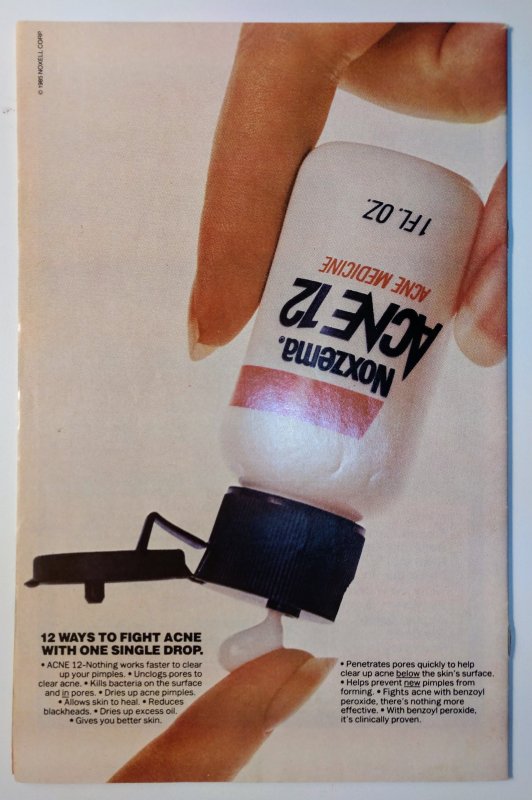 © 1985 NOXELL CORP
1 FL. OZ.
ACNE MEDICINE
ACNE 12
Noxzema.
12 WAYS TO FIGHT ACNE
WITH ONE SINGLE DROP.
• ACNE 12-Nothing works faster to clear
up your pimples. • Unclogs pores to
clear acne. • Kills bacteria on the surface
and in pores. • Dries up acne pimples.
• Allows skin to heal. • Reduces
blackheads. • Dries up excess oil.
• Gives you better skin.
• Penetrates pores quickly to help
clear up acne below the skin's surface.
• Helps prevent new pimples from
forming. • Fights acne with benzoyl
peroxide, there's nothing more
effective. • With benzoyl peroxide,
it's clinically proven.